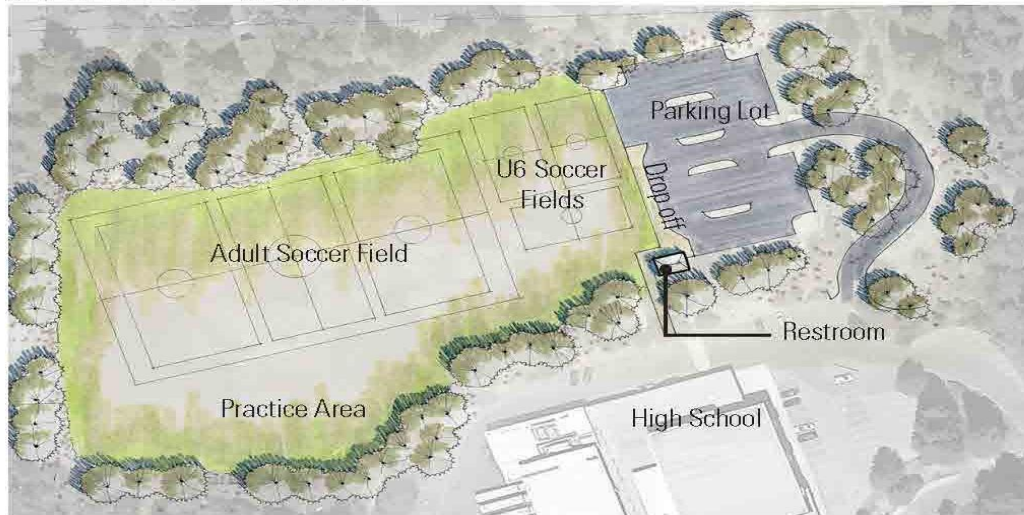 Parking Lot
U6 Soccer
Fields
Drop off
Adult Soccer Field
Restroom
Practice Area
High School